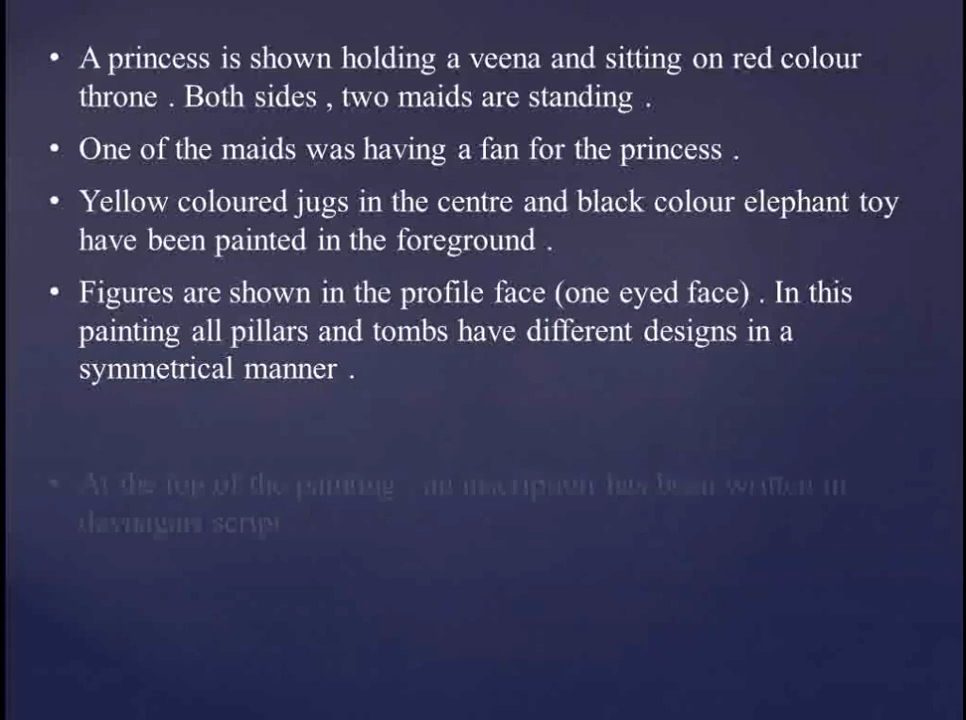 • A princess is shown holding a veena and sitting on red colour
throne . Both sides , two maids are standing .
• One of the maids was having a fan for the princess .
• Yellow coloured jugs in the centre and black colour elephant toy
have been painted in the foreground .
• Figures are shown in the profile face (one eyed face) . In this
painting all pillars and tombs have different designs in a
symmetrical manner .
• At the top of the painting , an inscription has been written in
devnagari script